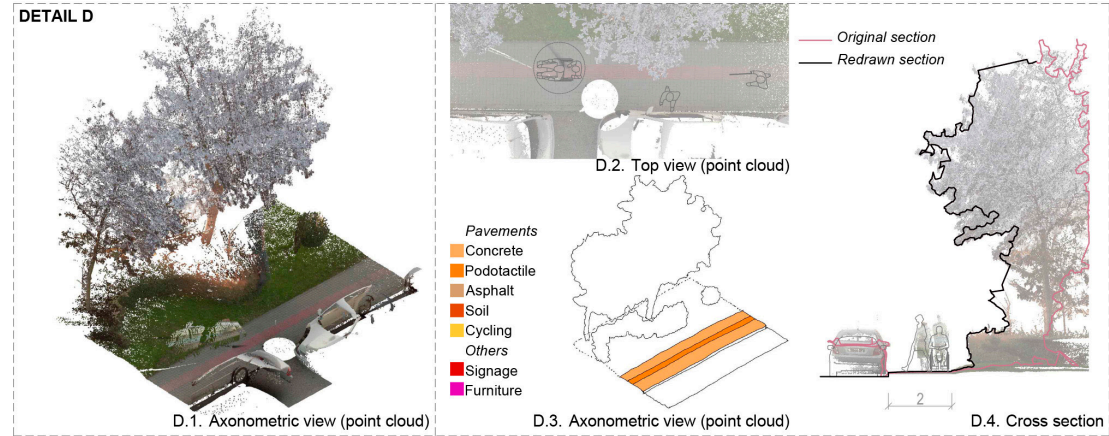 DETAIL D
D.1. Axonometric view (point cloud)
D.2. Top view (point cloud)
Pavements
Concrete
Podotactile
Asphalt
Soil
Cycling
Others
Signage
Furniture
D.3. Axonometric view (point cloud)
Original section
Redrawn section
2
D.4. Cross section